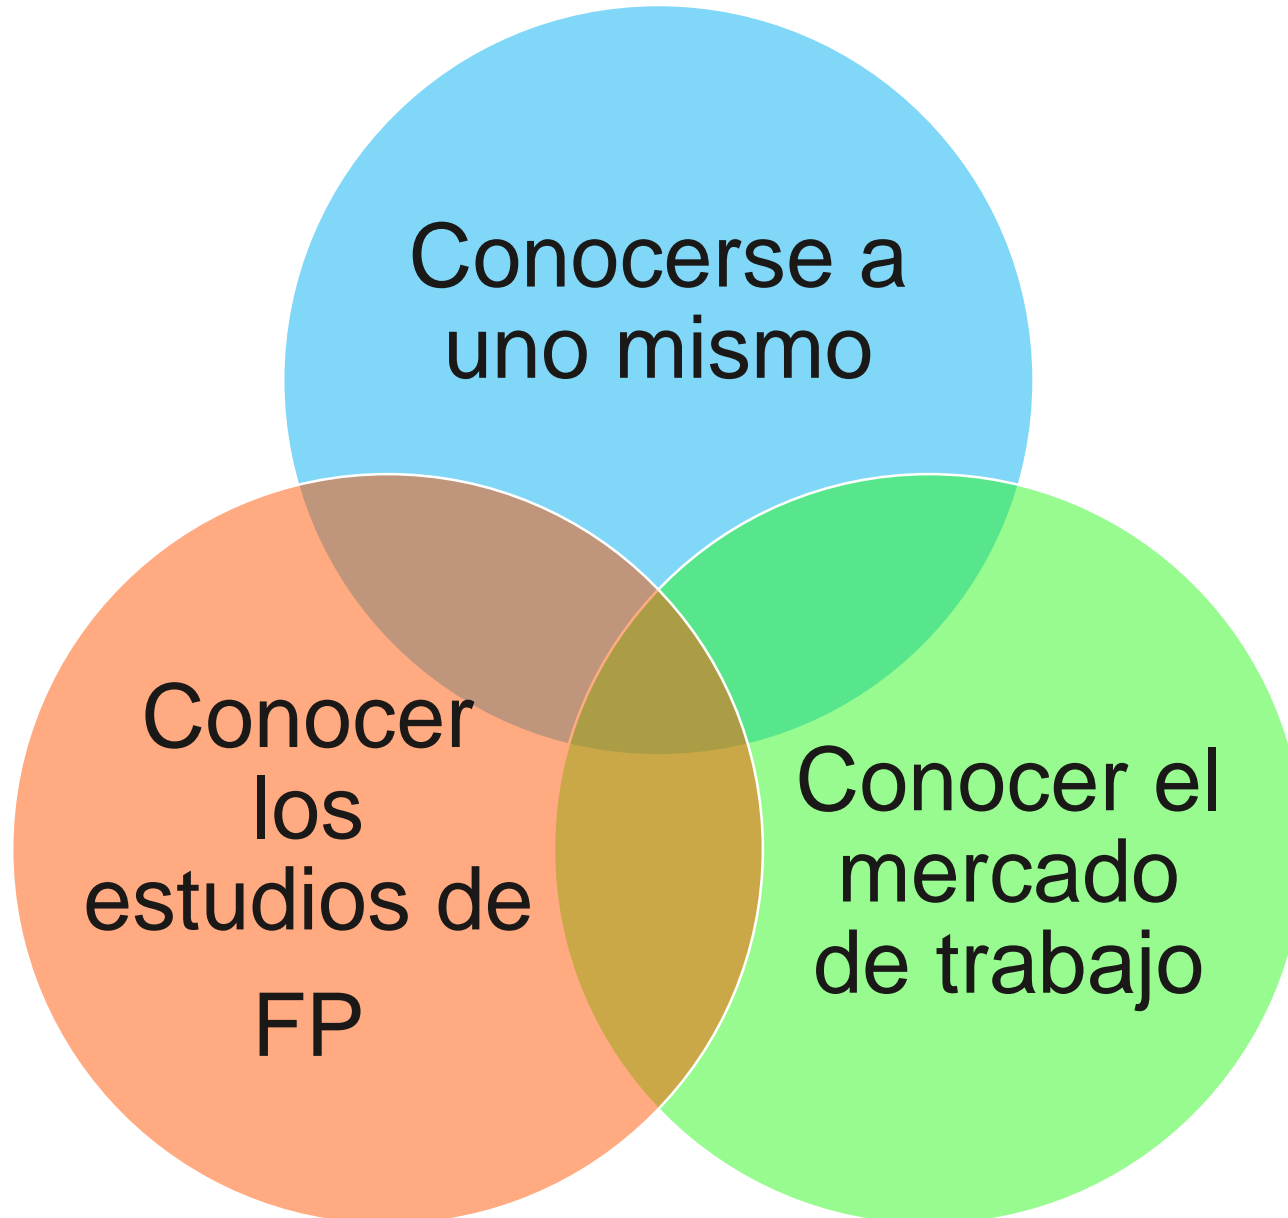 Conocerse a
uno mismo
Conocer
los
estudios de
FP
Conocer el
mercado
de trabajo